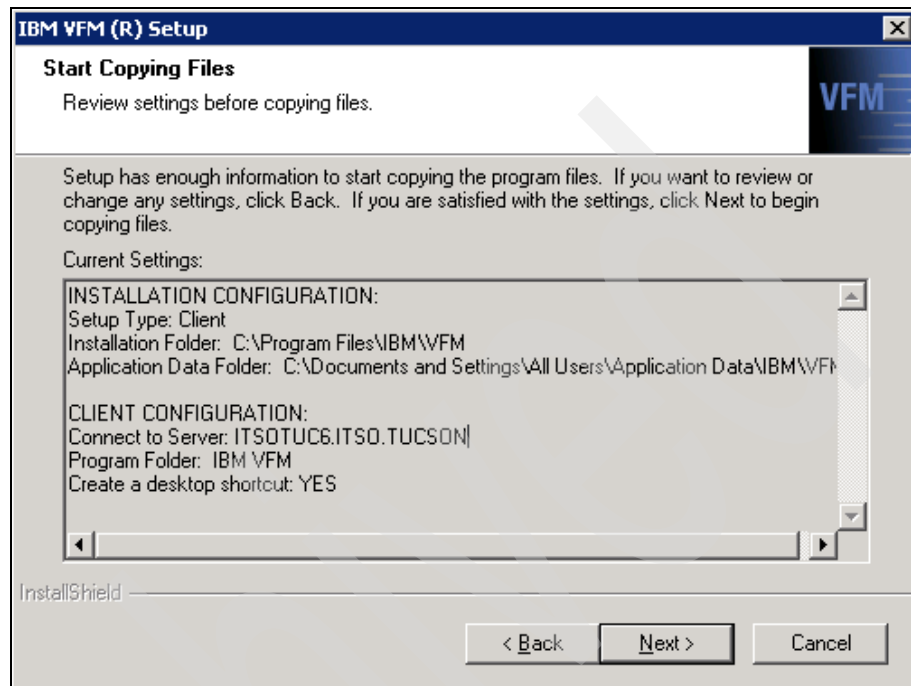 IBM VFM (R) Setup
Start Copying Files
Review settings before copying files.
VFM
Setup has enough information to start copying the program files. If you want to review or
change any settings, click Back. If you are satisfied with the settings, click Next to begin
copying files.
Current Settings:
INSTALLATION CONFIGURATION:
Setup Type: Client
Installation Folder: C:\Program Files\IBM\VFM
Application Data Folder: C:\Documents and Settings\All Users\Application Data\IBM\VFM
CLIENT CONFIGURATION:
Connect to Server: ITSOTUC6.ITSO.TUCSON
Program Folder: IBM VFM
Create a desktop shortcut: YES
InstallShield
< Back
Next >
Cancel